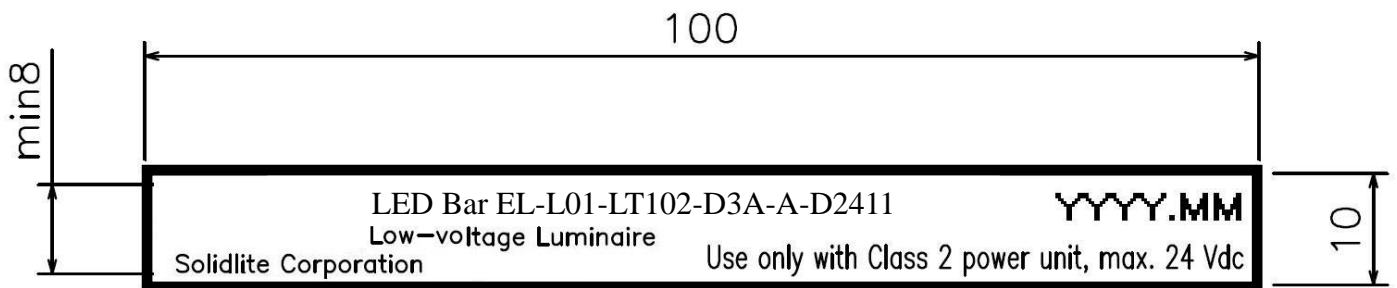 100
min8
LED Bar EL-L01-LT102-D3A-A-D2411 YYYY.MM
Low-voltage Luminaire
Solidlite Corporation Use only with Class 2 power unit, max. 24 Vdc
10